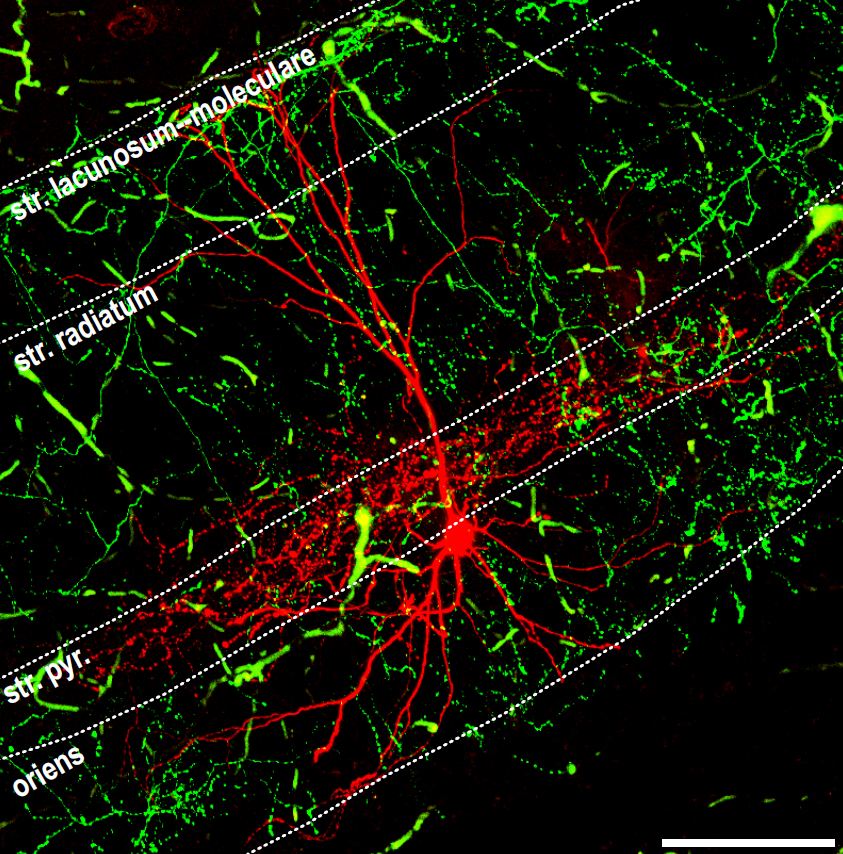 str. lacunosum--moleculare
str. radiatum
str. pyr.
oriens